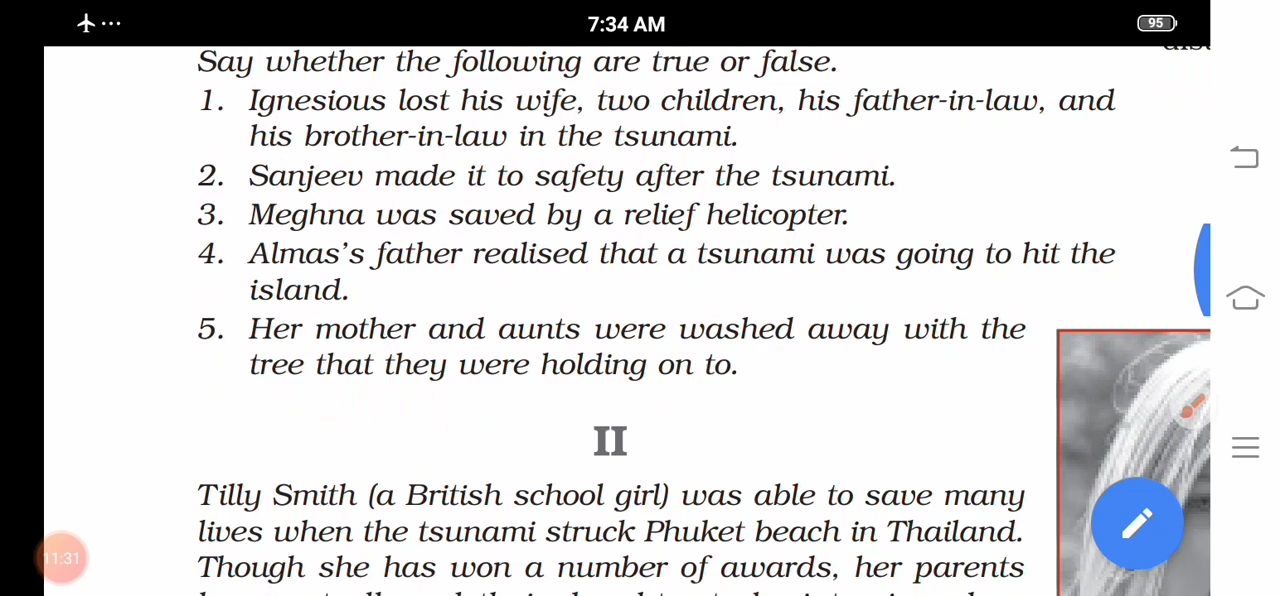 7:34 AM
95
Say whether the following are true or false.
1. Ignesious lost his wife, two children, his father-in-law, and
his brother-in-law in the tsunami.
2. Sanjeev made it to safety after the tsunami.
3. Meghna was saved by a relief helicopter.
4. Almas's father realised that a tsunami was going to hit the
island.
5. Her mother and aunts were washed away with the
tree that they were holding on to.
II
Tilly Smith (a British school girl) was able to save many
lives when the tsunami struck Phuket beach in Thailand.
Though she has won a number of awards, her parents
11:31